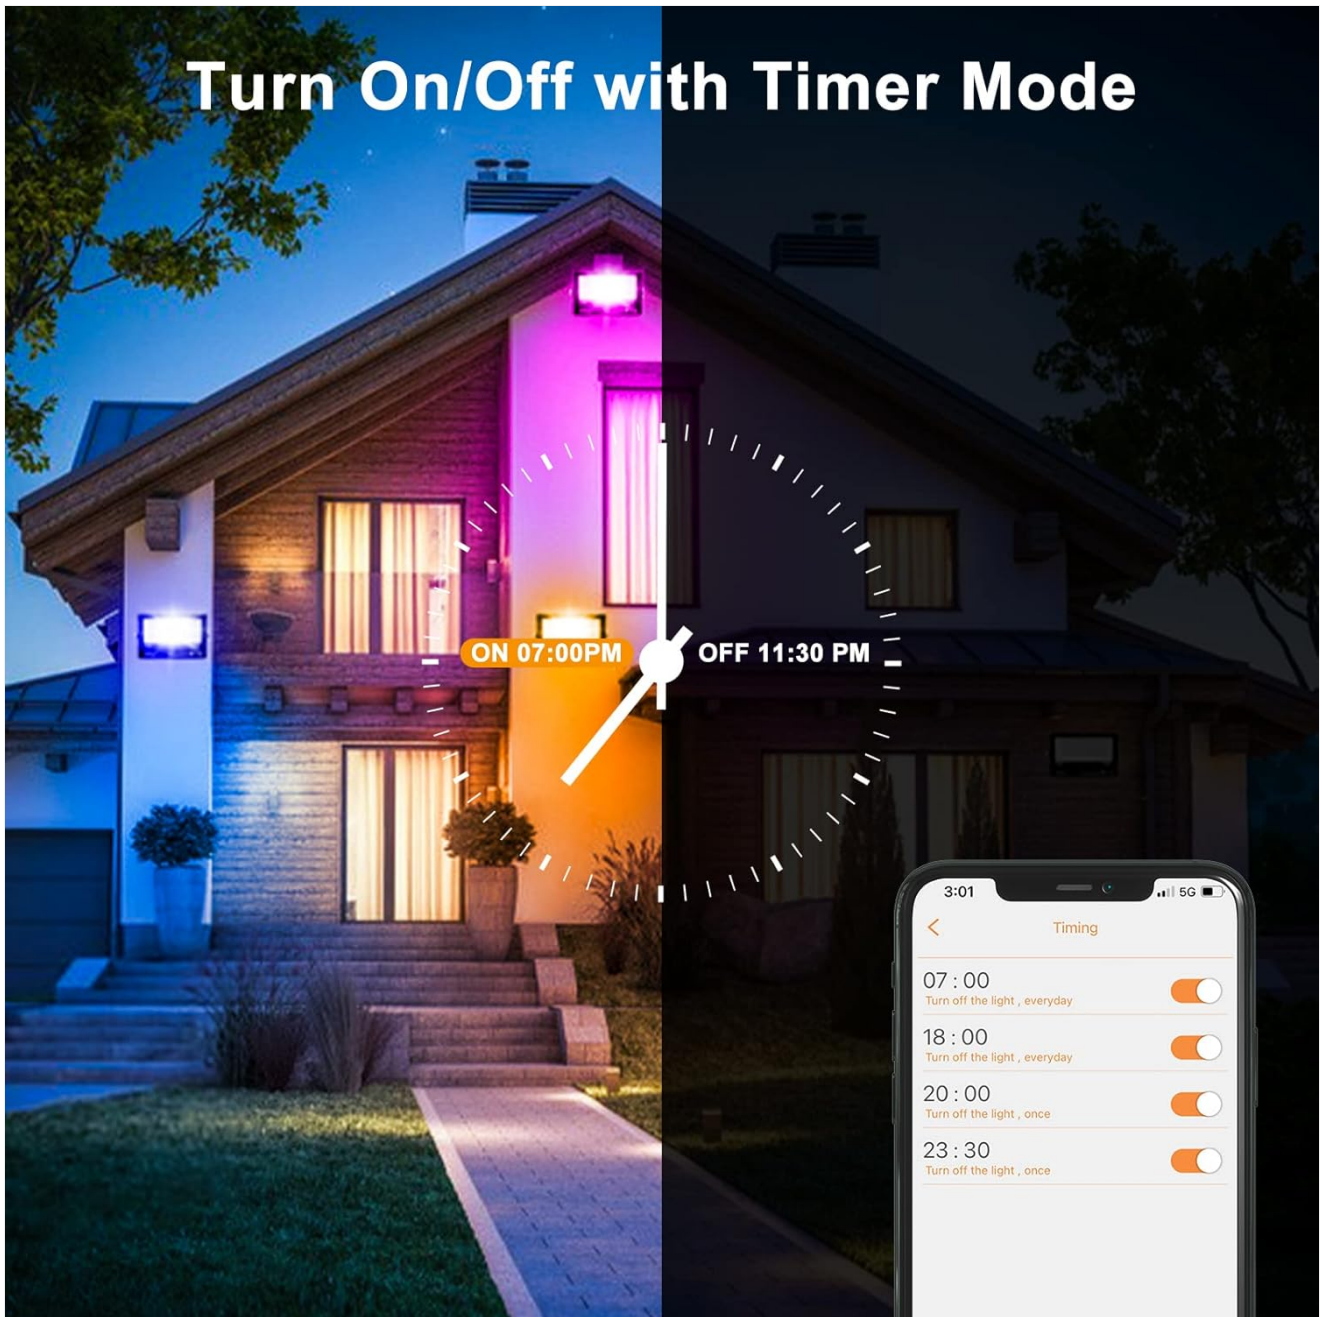 Turn On/Off with Timer Mode
ON 07:00PM
OFF 11:30 PM
3:01
5G
Timing
07 : 00
Turn off the light , everyday
18 : 00
Turn off the light , everyday
20 : 00
Turn off the light , once
23 : 30
Turn off the light , once